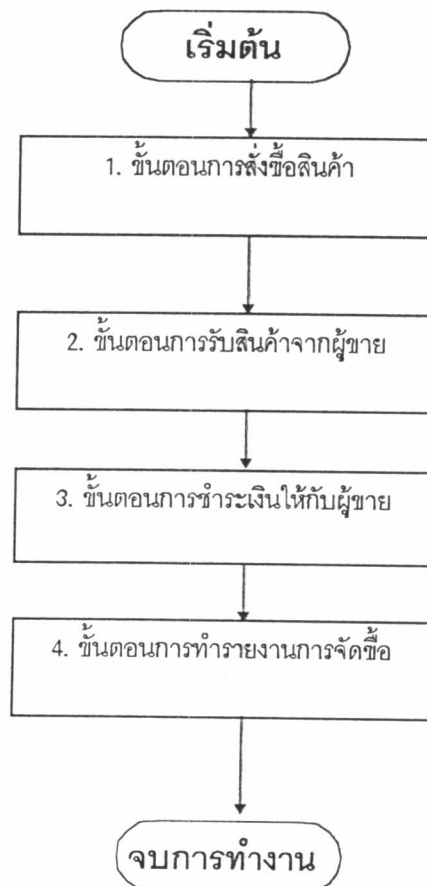 เริ่มต้น
1. ขั้นตอนการสั่งซื้อสินค้า
2. ขั้นตอนการรับสินค้าจากผู้ขาย
3. ขั้นตอนการชำระเงินให้กับผู้ขาย
4. ขั้นตอนการทำรายงานการจัดซื้อ
จบการทำงาน